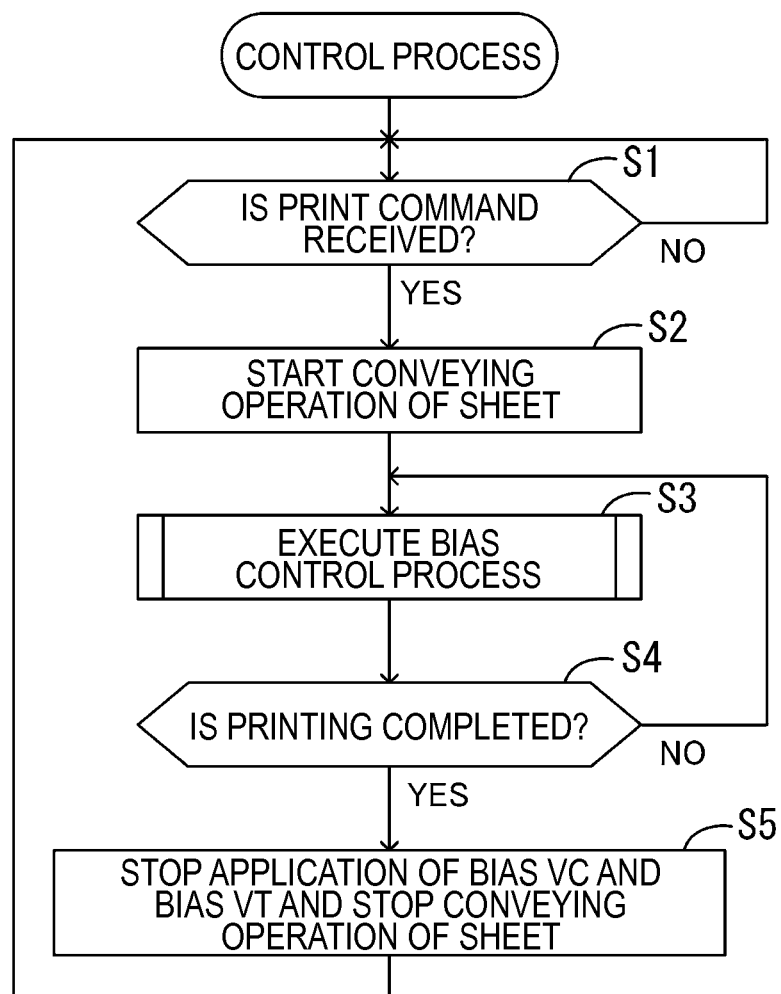 CONTROL PROCESS
S1
IS PRINT COMMAND
RECEIVED?
NO
YES
S2
START CONVEYING
OPERATION OF SHEET
S3
EXECUTE BIAS
CONTROL PROCESS
S4
IS PRINTING COMPLETED?
NO
YES
S5
STOP APPLICATION OF BIAS VC AND
BIAS VT AND STOP CONVEYING
OPERATION OF SHEET